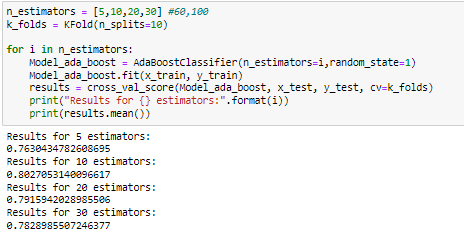 n_estimators = [5,10,20,30] #60,100
k_folds = KFold(n_splits=10)
for i in n_estimators:
    Model_ada_boost = AdaBoostClassifier(n_estimators=i,random_state=1)
    Model_ada_boost.fit(x_train, y_train)
    results = cross_val_score(Model_ada_boost, x_test, y_test, cv=k_folds)
    print("Results for {} estimators:".format(i))
    print(results.mean())
Results for 5 estimators:
0.7630434782608695
Results for 10 estimators:
0.8027053140096617
Results for 20 estimators:
0.7915942028985506
Results for 30 estimators:
0.7828985507246377